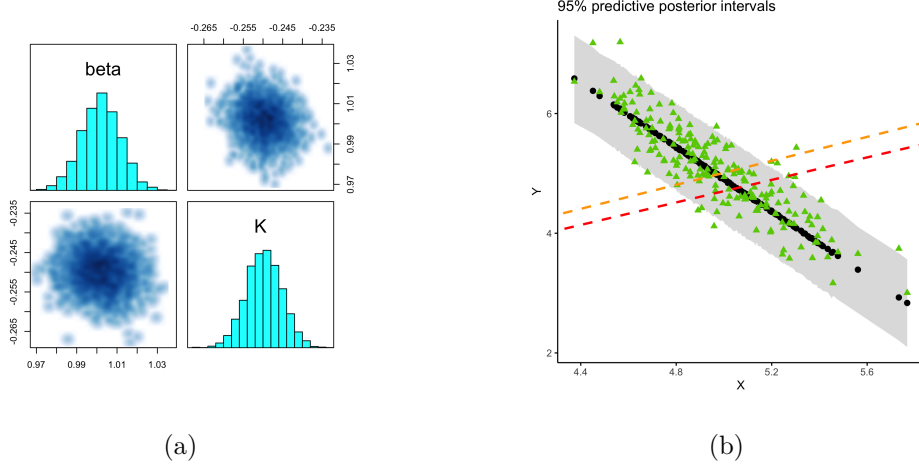 95% predictive posterior intervals
-0.265 -0.255 -0.245 -0.235
beta
1.03
1.01
0.99
0.97
6
Y
4
2
-0.235
-0.245
-0.255
-0.265
K
0.97 0.99 1.01 1.03
4.4 4.8 5.2 5.6
X
(a) (b)